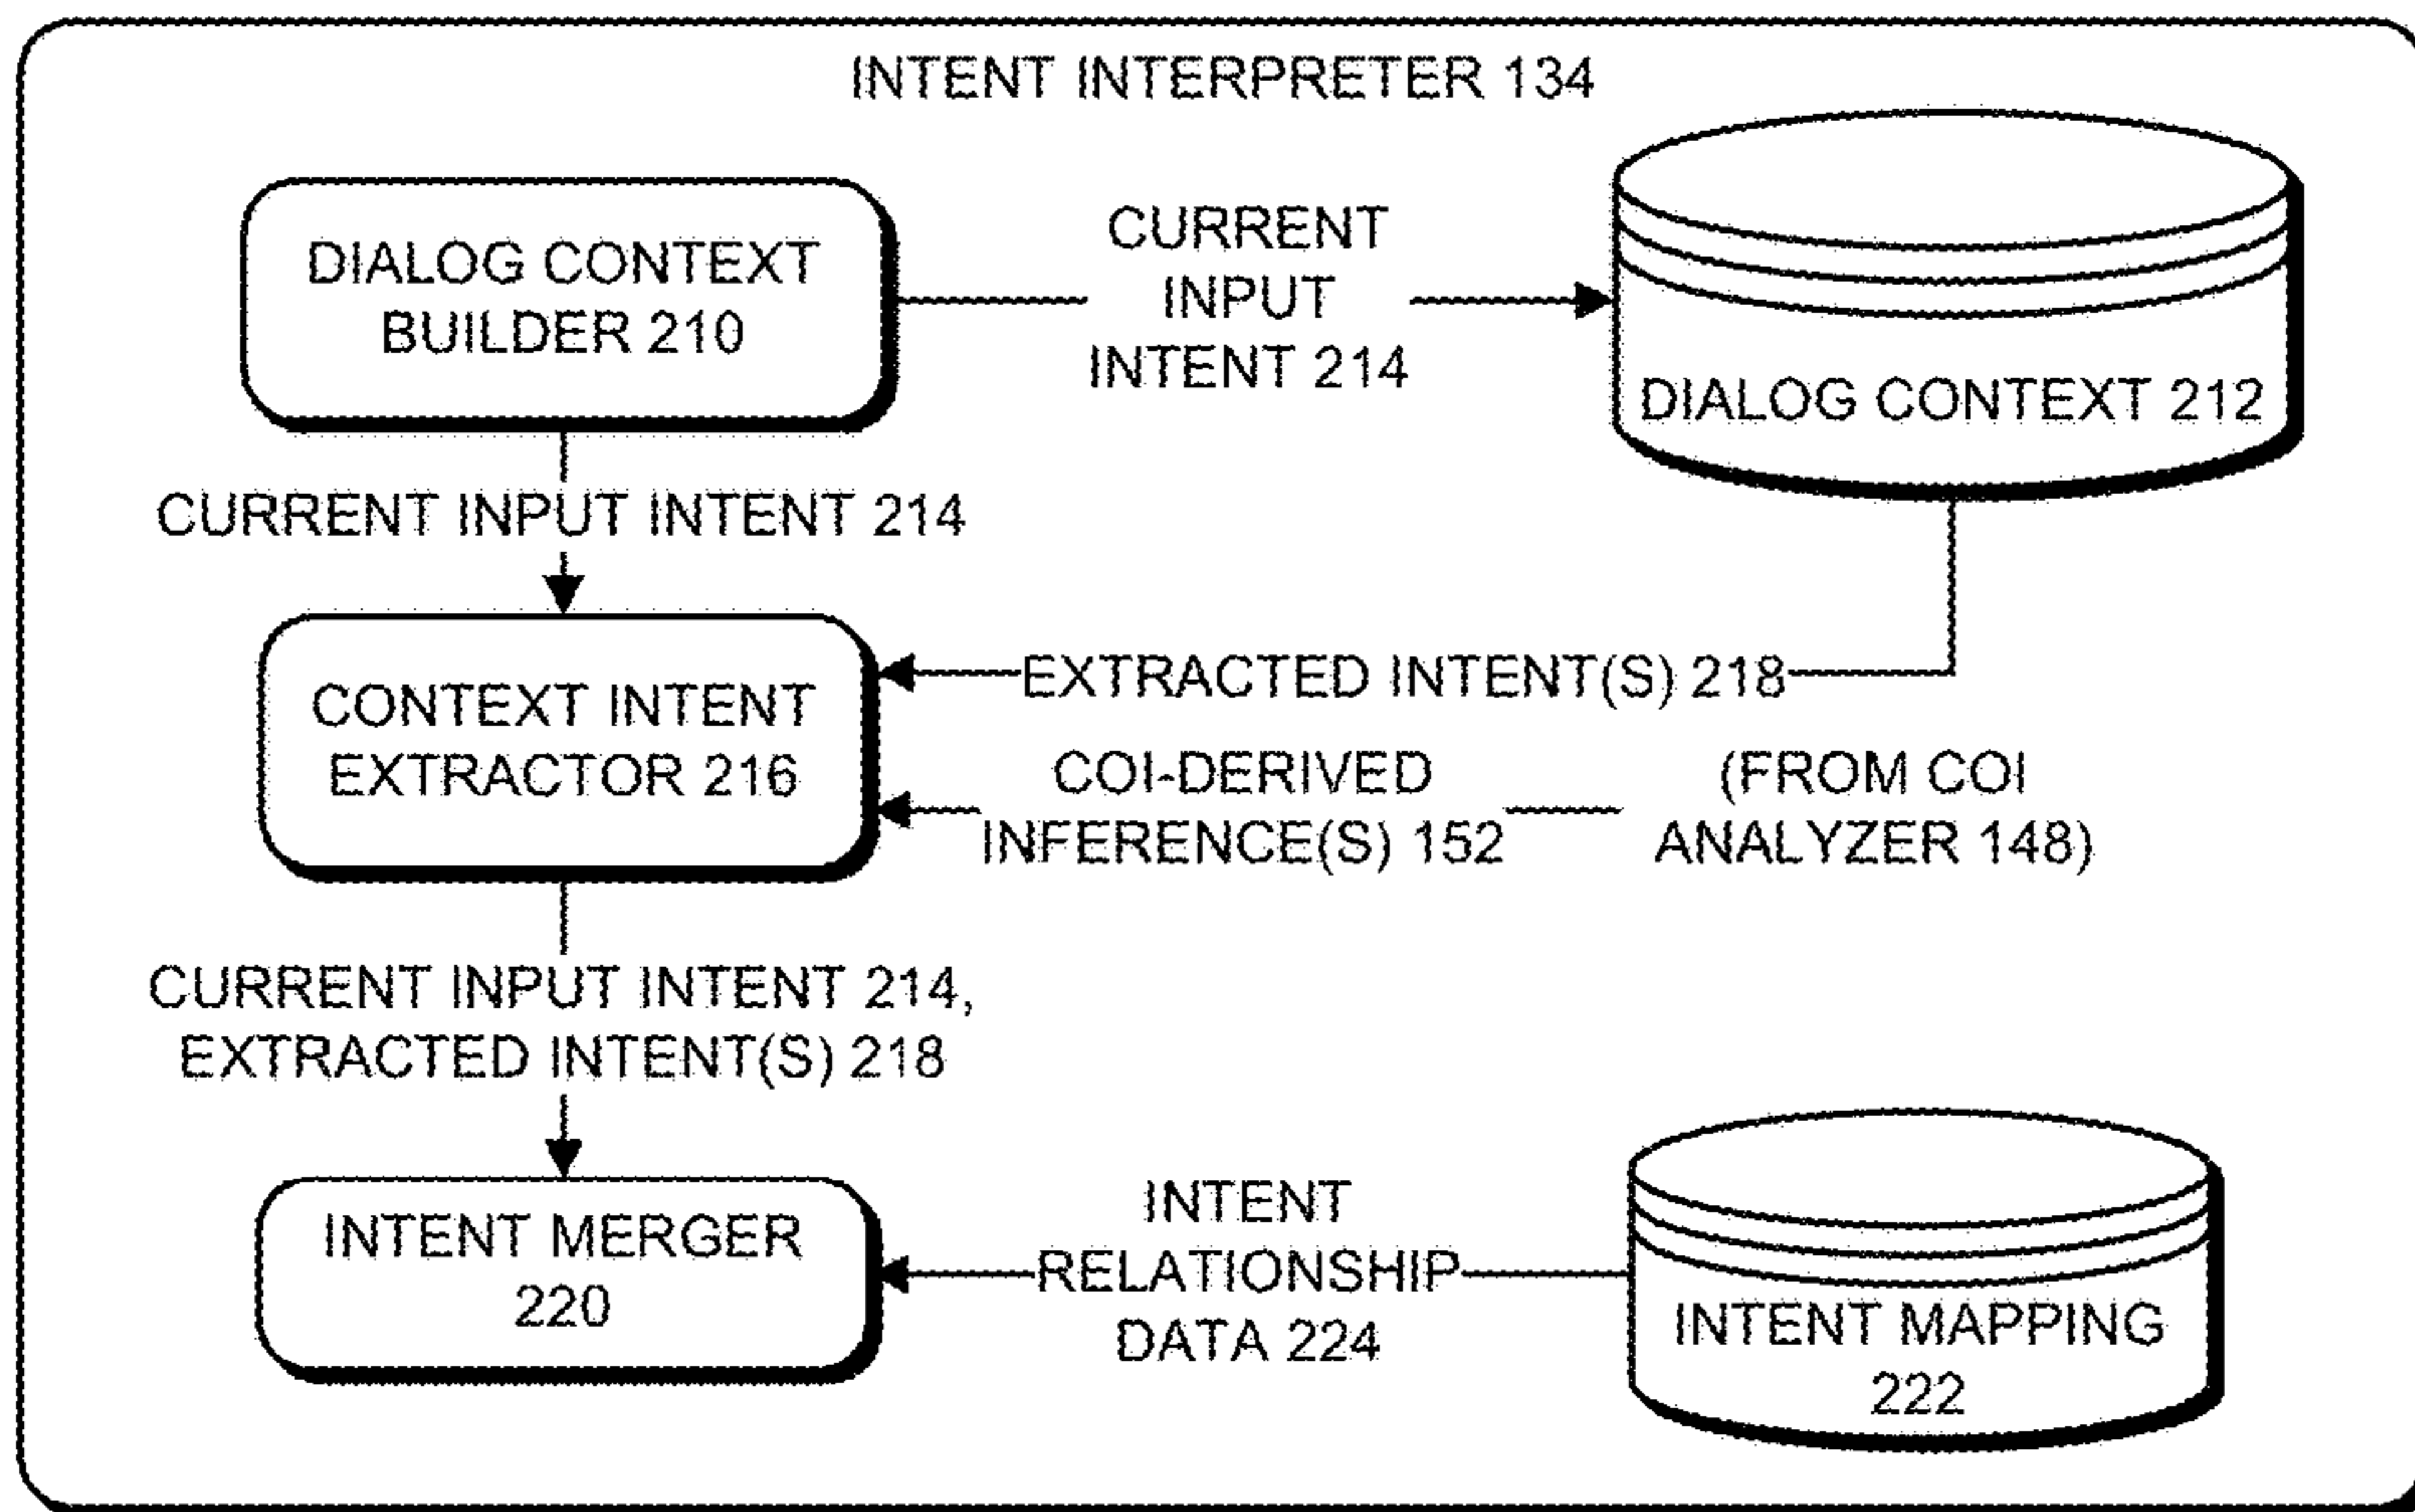 INTENT INTERPRETER 134
DIALOG CONTEXT
BUILDER 210
CURRENT
INPUT
INTENT 214
DIALOG CONTEXT 212
CURRENT INPUT INTENT 214
CONTEXT INTENT
EXTRACTOR 216
EXTRACTED INTENT(S) 218
COI-DERIVED
INFERENCE(S) 152
(FROM COI
ANALYZER 148)
CURRENT INPUT INTENT 214,
EXTRACTED INTENT(S) 218
INTENT MERGER
220
INTENT
RELATIONSHIP
DATA 224
INTENT MAPPING
222